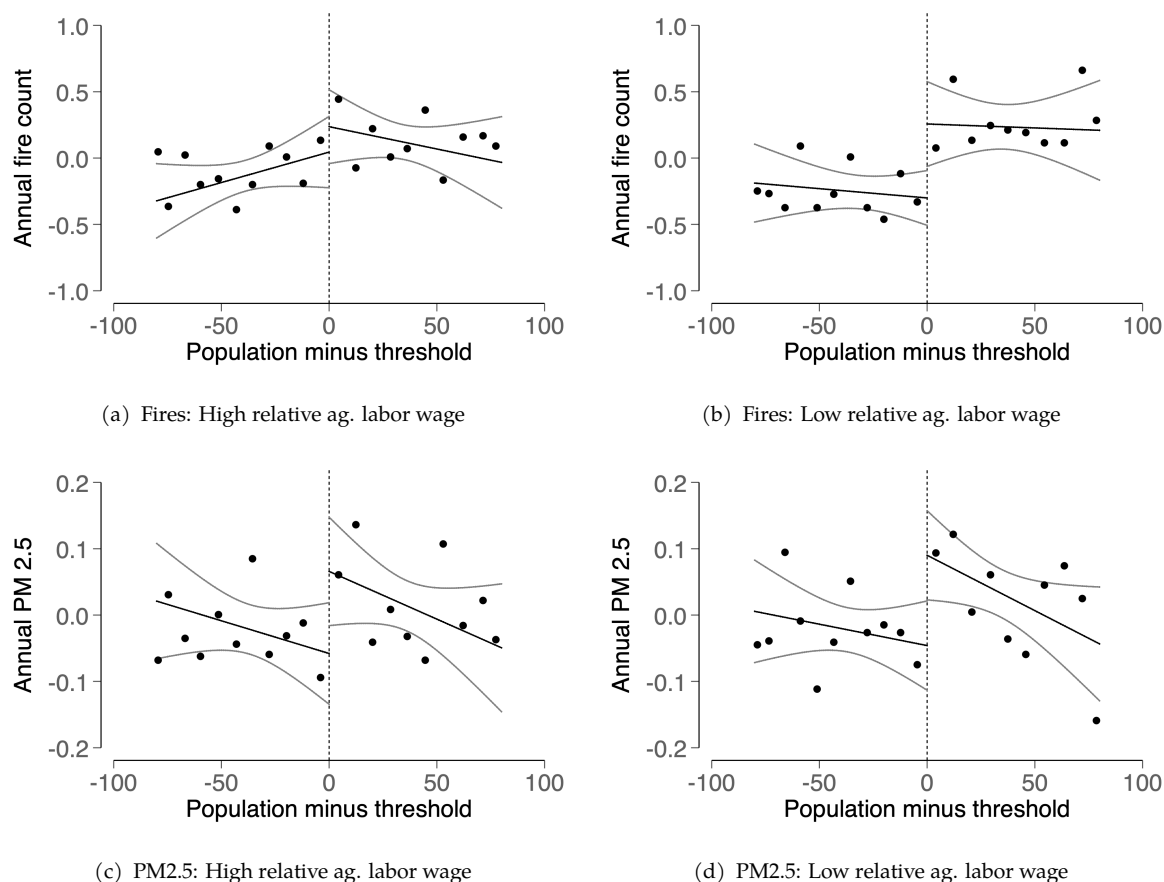 1.0
0.5
0.0
-0.5
-1.0
Annual fire count
-100 -50 0 50 100
Population minus threshold
(a) Fires: High relative ag. labor wage
1.0
0.5
0.0
-0.5
-1.0
Annual fire count
-100 -50 0 50 100
Population minus threshold
(b) Fires: Low relative ag. labor wage
0.2
0.1
0.0
-0.1
-0.2
Annual PM 2.5
-100 -50 0 50 100
Population minus threshold
(c) PM2.5: High relative ag. labor wage
0.2
0.1
0.0
-0.1
-0.2
Annual PM 2.5
-100 -50 0 50 100
Population minus threshold
(d) PM2.5: Low relative ag. labor wage